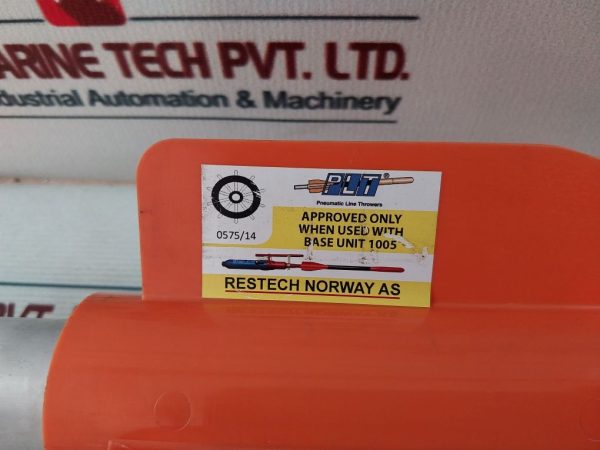 ARINE TECH PVT. LTD.
dustrial Automation & Machinery
PLT®
Pneumatic Line Throwers
0575/14
APPROVED ONLY
WHEN USED WITH
BASE UNIT 1005
RESTECH NORWAY AS
PVT